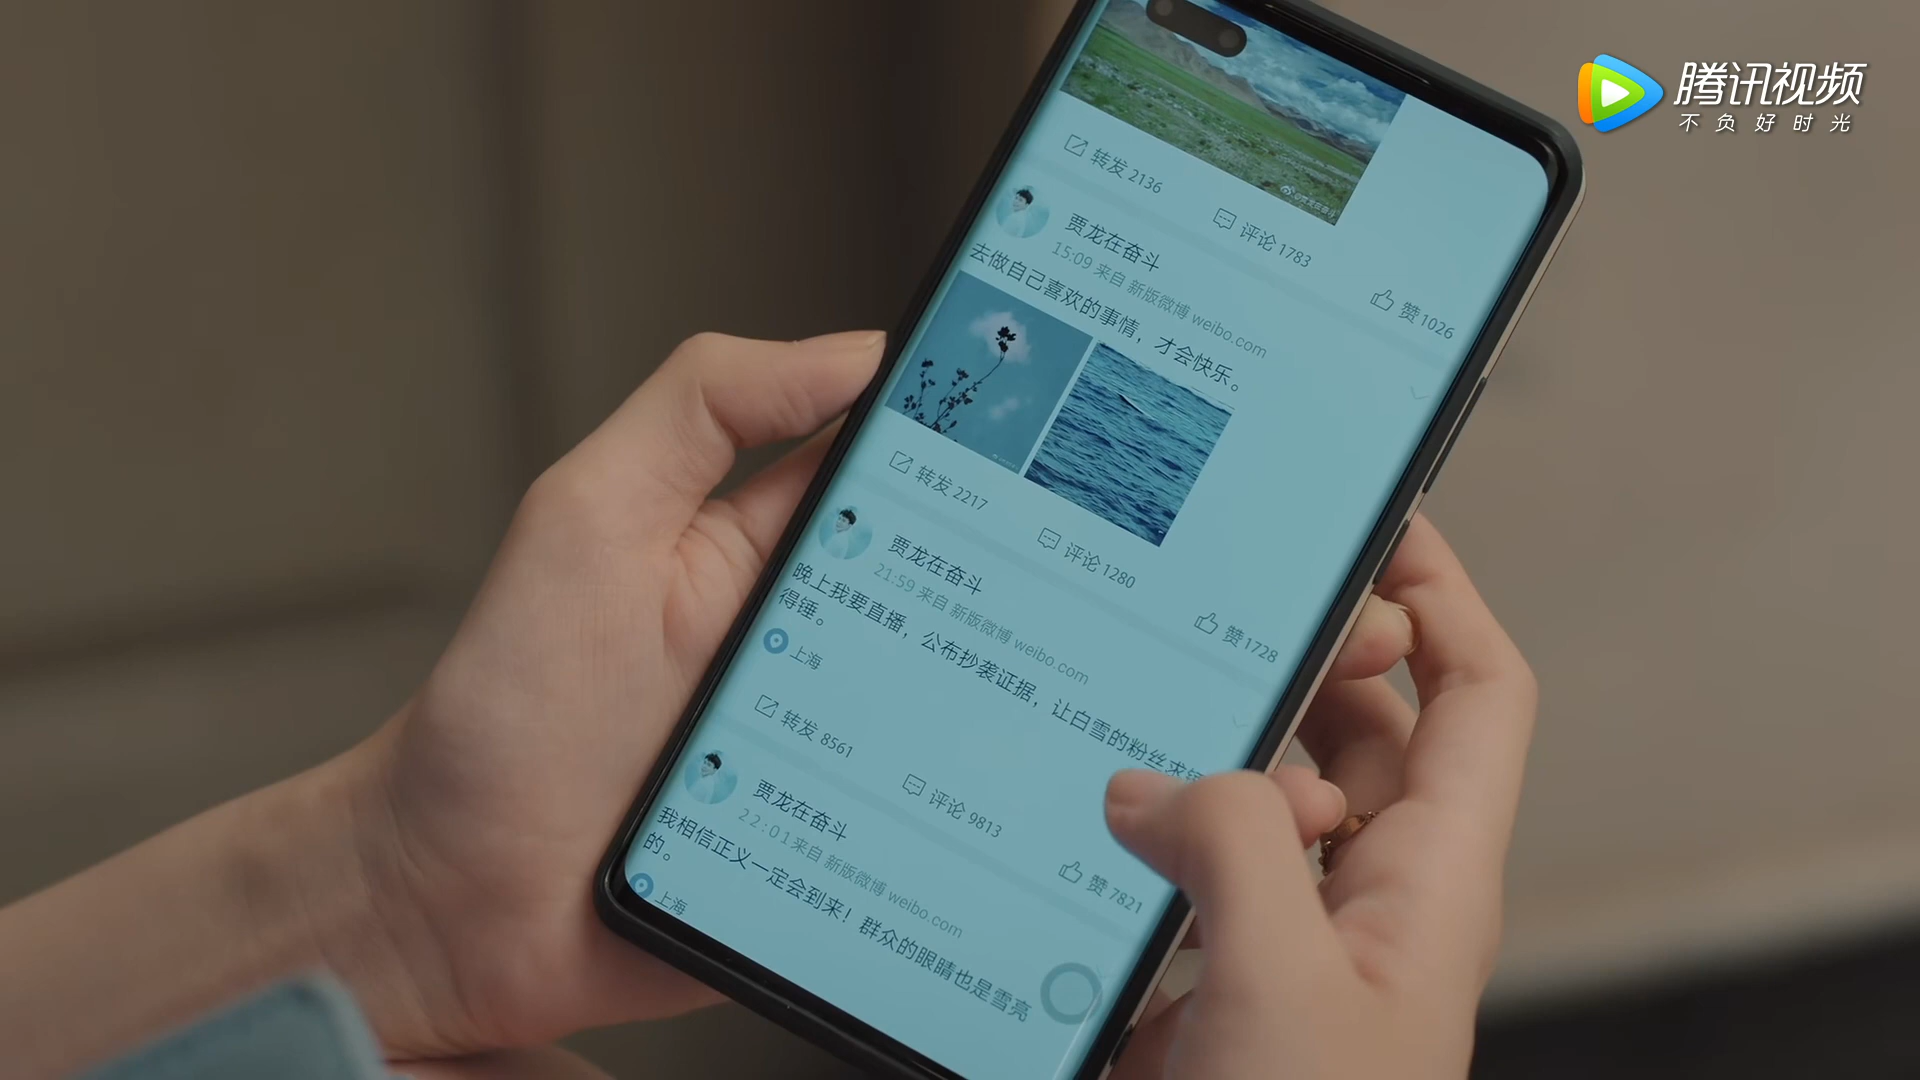 腾讯视频
不负好时光
转发 2136
评论 1783
赞 1026
贾龙在奋斗
15:09 来自 新版微博 weibo.com
去做自己喜欢的事情，才会快乐。
转发 2217
评论 1280
赞 1728
贾龙在奋斗
21:59 来自 新版微博 weibo.com
晚上我要直播，公布抄袭证据，让白雪的粉丝求锤
得锤。
上海
转发 8561
评论 9813
赞 7821
贾龙在奋斗
22:01 来自 新版微博 weibo.com
我相信正义一定会到来！群众的眼睛也是雪亮
的。
上海